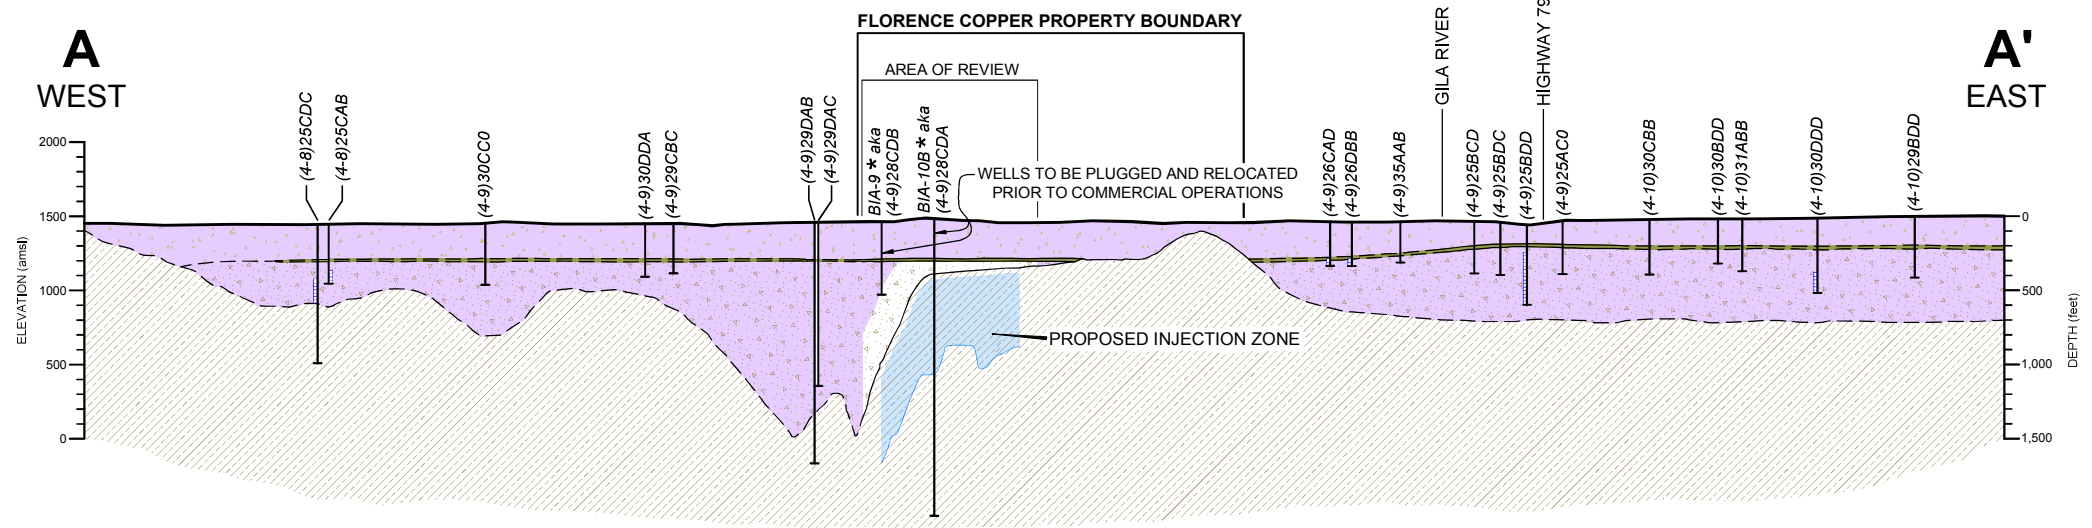 A
WEST
FLORENCE COPPER PROPERTY BOUNDARY
AREA OF REVIEW
GILA RIVER
HIGHWAY 79
A'
EAST
(4-8)25CDC
(4-8)25CAB
(4-9)30CC0
(4-9)30DDA
(4-9)29CBC
(4-9)29DAB
(4-9)29DAC
BIA-9* aka
(4-9)28CDB
BIA-10B* aka
(4-9)28CDA
WELLS TO BE PLUGGED AND RELOCATED
PRIOR TO COMMERCIAL OPERATIONS
(4-9)26CAD
(4-9)26DBB
(4-9)35AAB
(4-9)25BCD
(4-9)25BDC
(4-9)25BDD
(4-9)25AC0
(4-10)30CBB
(4-10)30BDD
(4-10)31ABB
(4-10)30DDD
(4-10)29BDD
ELEVATION (amsl)
2000
1500
1000
500
0
PROPOSED INJECTION ZONE
0
500
1,000
1,500
DEPTH (feet)